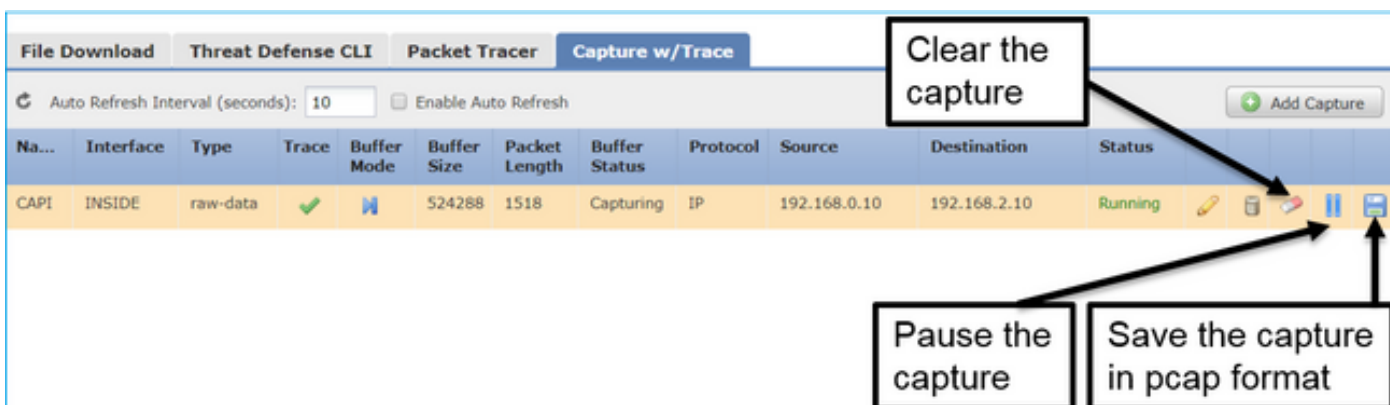 File Download Threat Defense CLI Packet Tracer Capture w/Trace
Clear the
capture
Auto Refresh Interval (seconds): 10 Enable Auto Refresh Add Capture
Na... Interface Type Trace Buffer Mode Buffer Size Packet Length Buffer Status Protocol Source Destination Status
CAPI INSIDE raw-data 524288 1518 Capturing IP 192.168.0.10 192.168.2.10 Running
Pause the
capture
Save the capture
in pcap format